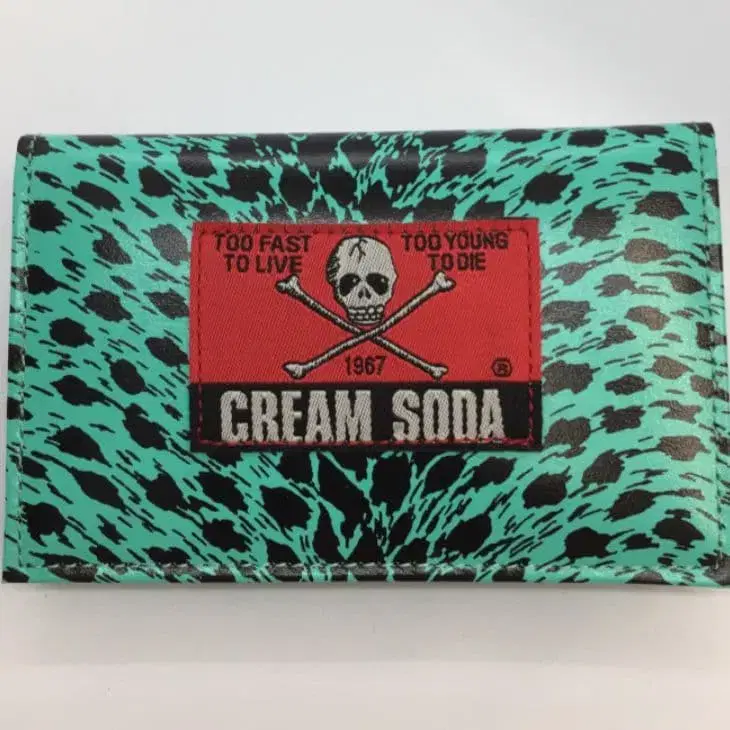 TOO FAST TOO YOUNG
TO LIVE TO DIE
1967 ®
CREAM SODA